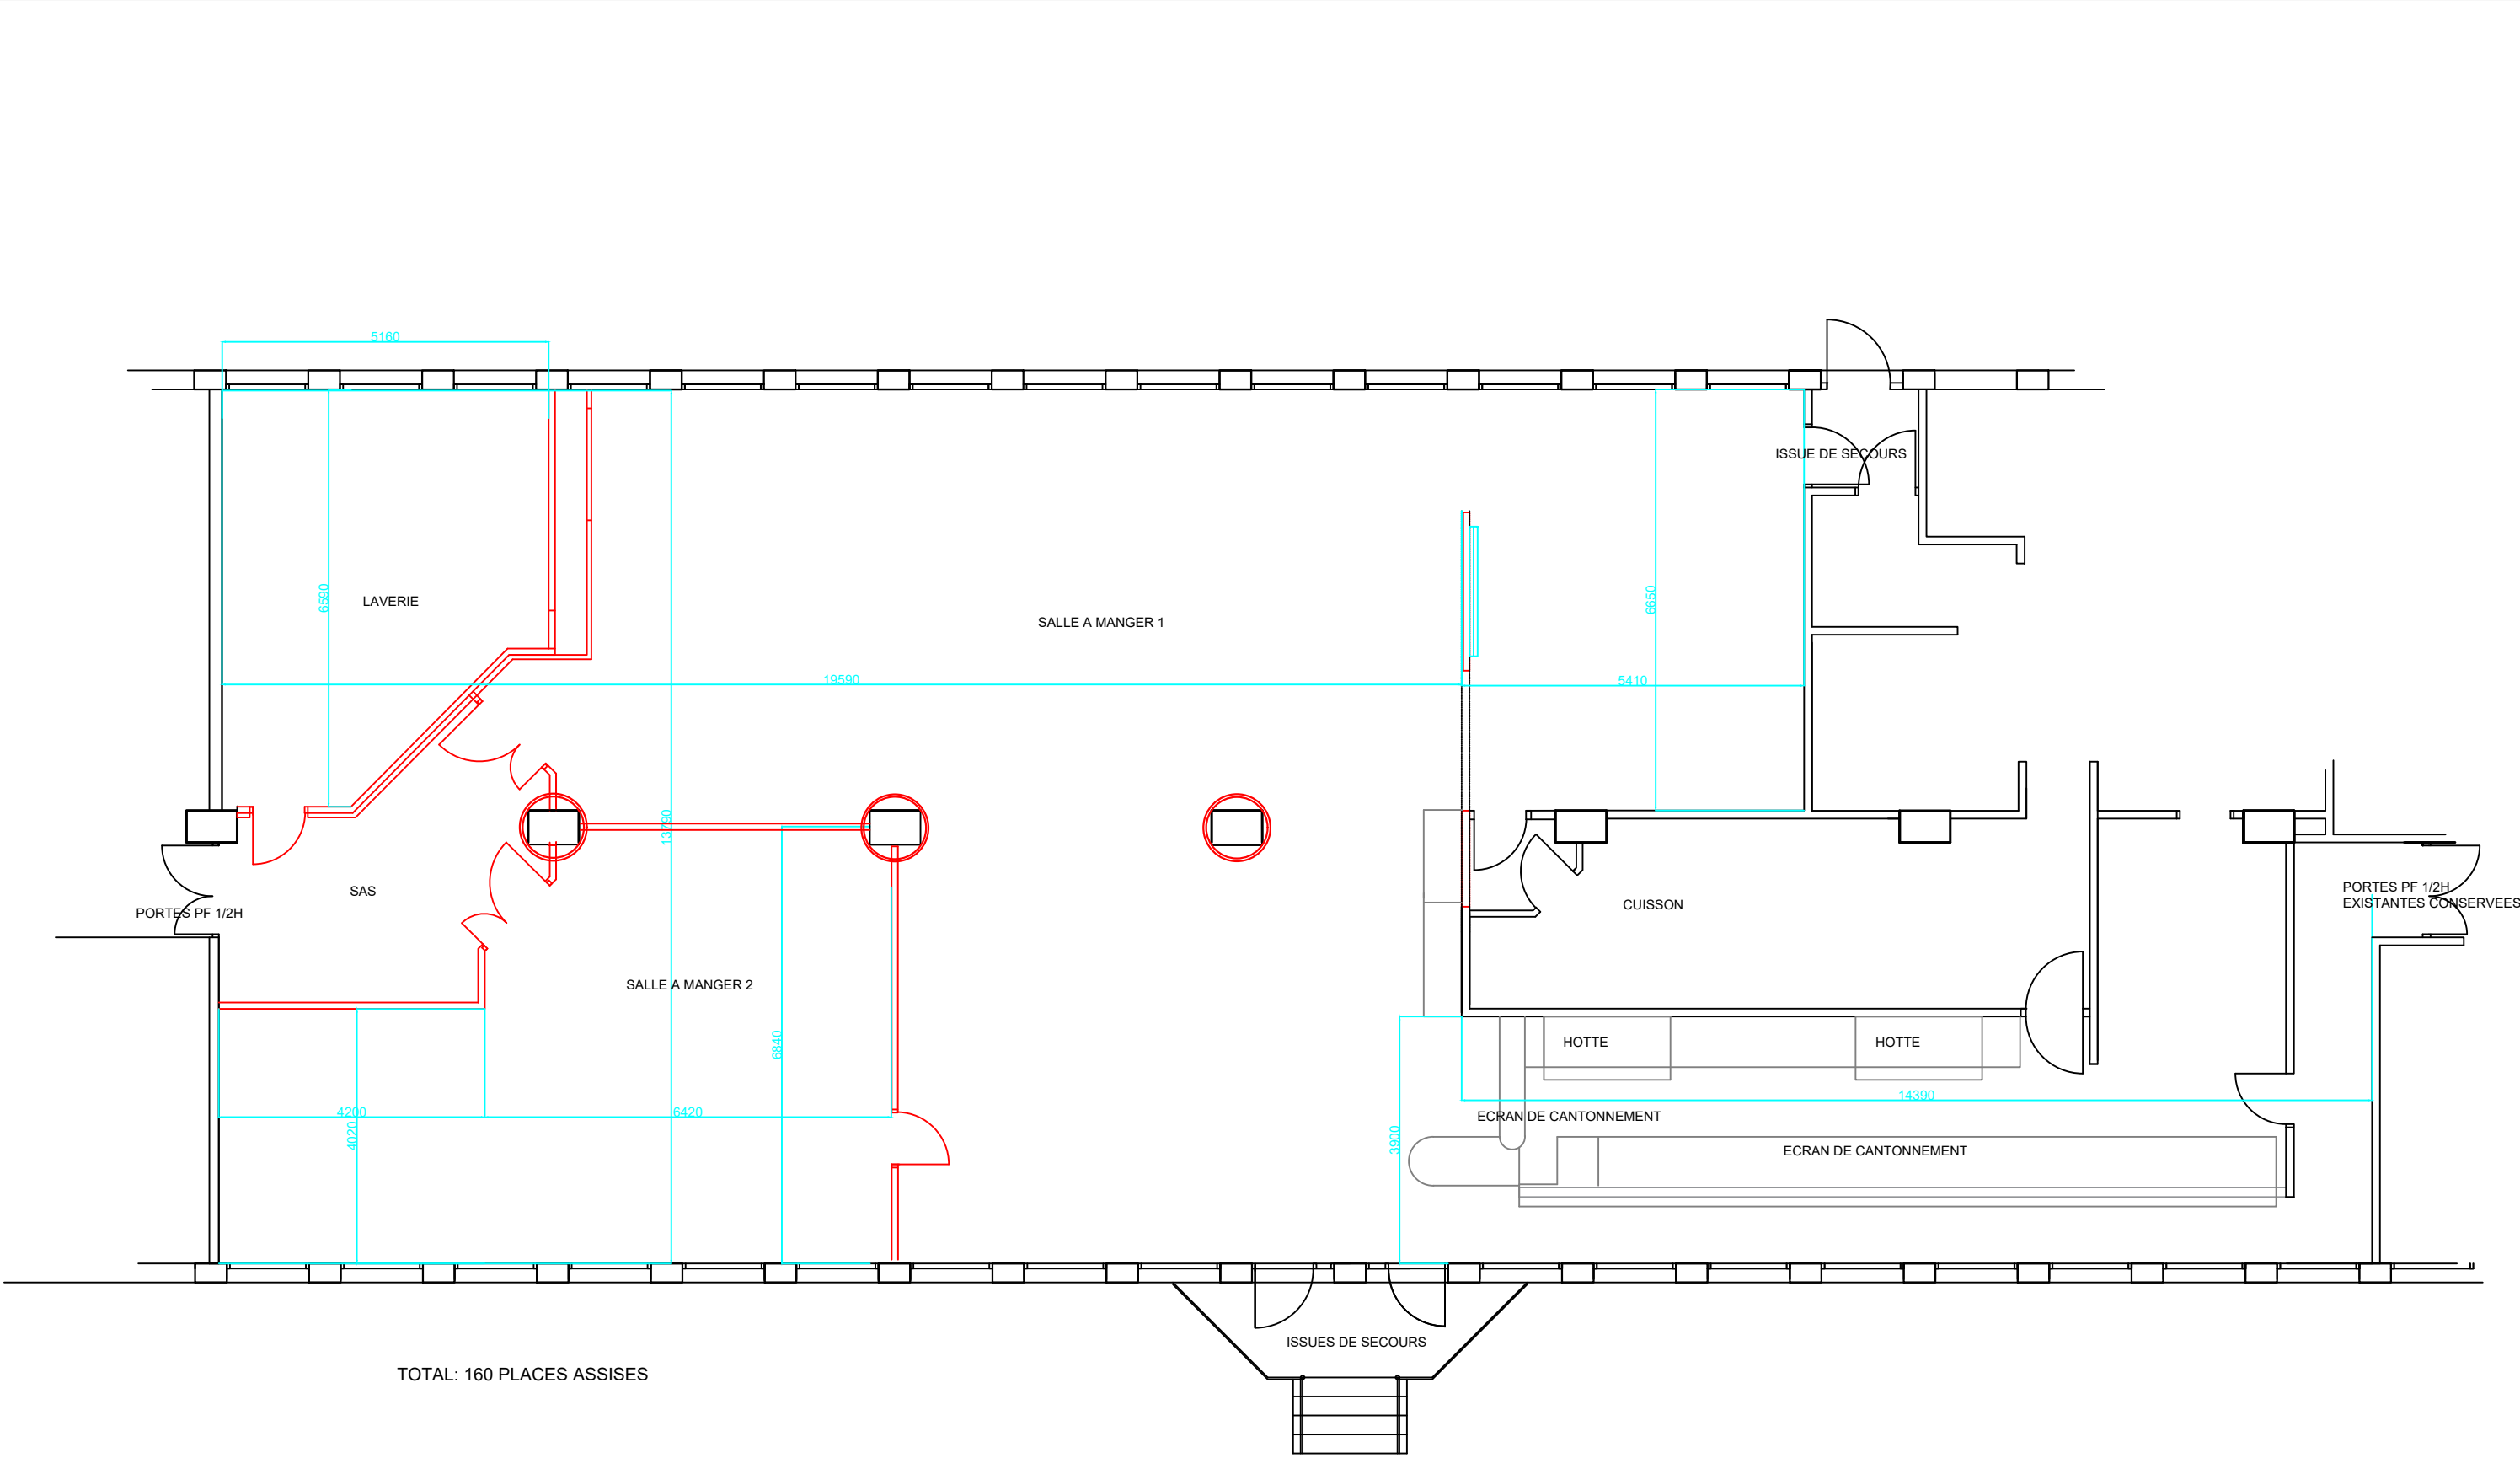 5160
ISSUE DE SECOURS
6590
LAVERIE
6650
SALLE A MANGER 1
19590
5410
13790
SAS
PORTES PF 1/2H
PORTES PF 1/2H
EXISTANTES CONSERVEES
CUISSON
SALLE A MANGER 2
6840
HOTTE
HOTTE
14390
4200
6420
ECRAN DE CANTONNEMENT
4020
3900
ECRAN DE CANTONNEMENT
ISSUES DE SECOURS
TOTAL: 160 PLACES ASSISES